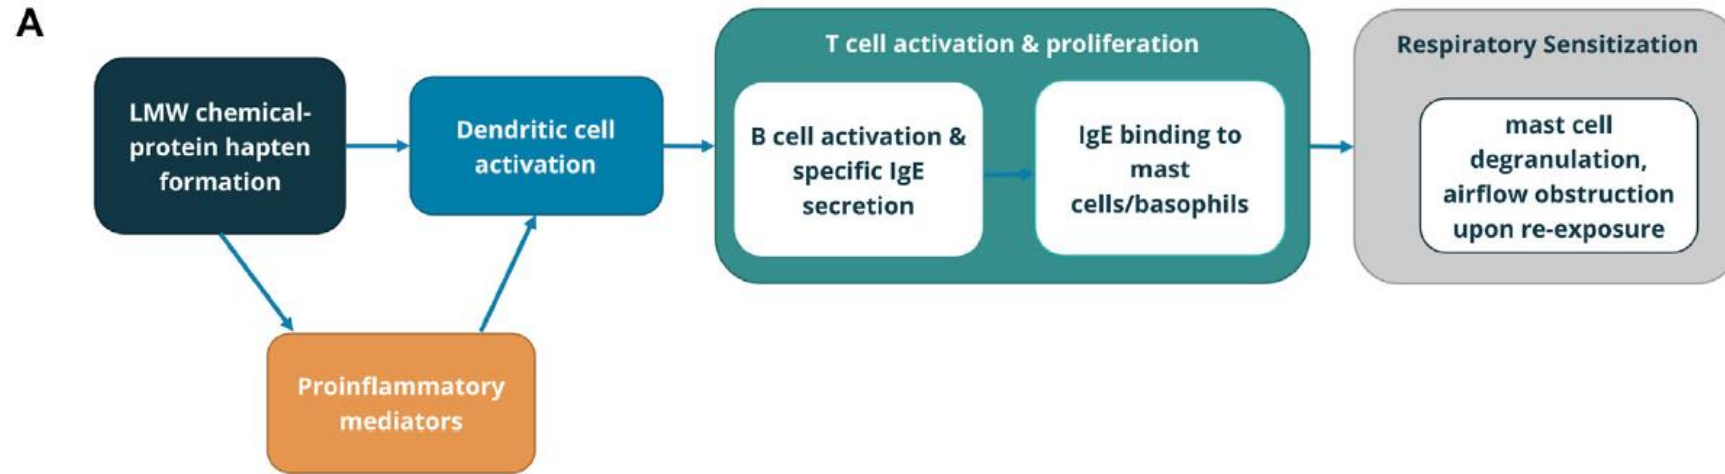 A
LMW chemical-
protein hapten
formation
Dendritic cell
activation
T cell activation & proliferation
B cell activation &
specific IgE
secretion
IgE binding to
mast
cells/basophils
Respiratory Sensitization
mast cell
degranulation,
airflow obstruction
upon re-exposure
Proinflammatory
mediators